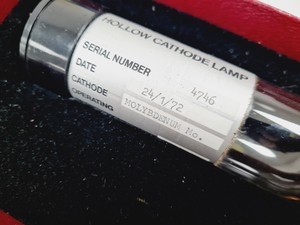 HOLLOW CATHODE LAMP
SERIAL NUMBER 4746
DATE 24/1/72
CATHODE MOLYBDENUM Mo.
OPERATING